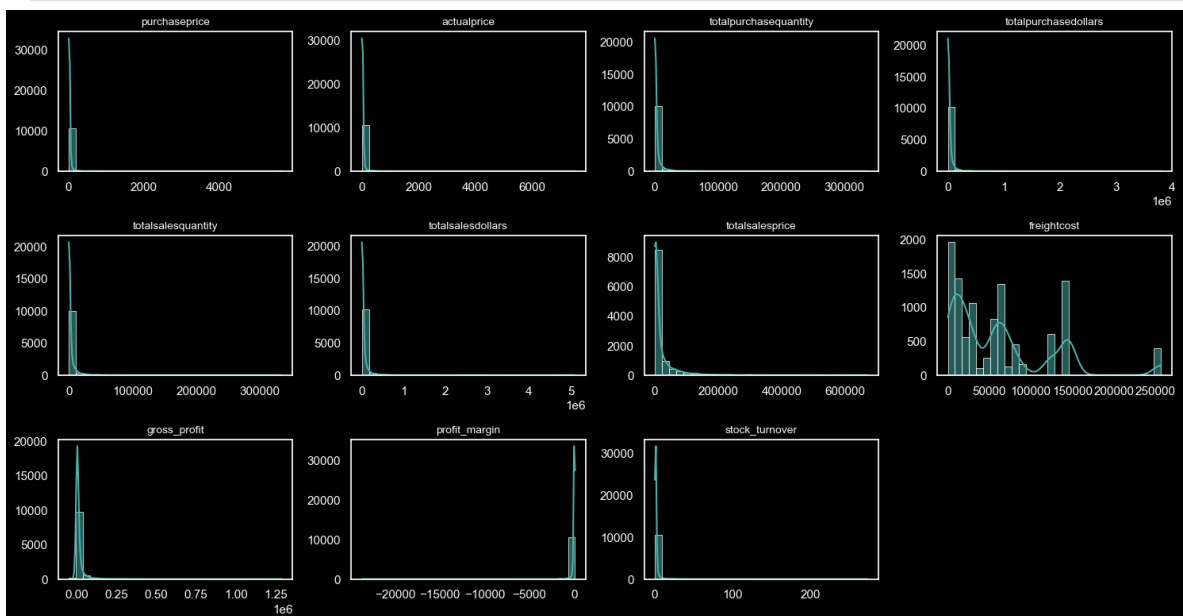 purchaseprice
30000
20000
10000
0
0 2000 4000
actualprice
30000
20000
10000
0
0 2000 4000 6000
totalpurchasequantity
20000
15000
10000
5000
0
0 100000 200000 300000
totalpurchasedollars
20000
15000
10000
5000
0
0 1 2 3 4
1e6
totalsalesquantity
20000
15000
10000
5000
0
0 100000 200000 300000
totalsalesdollars
20000
15000
10000
5000
0
0 1 2 3 4 5
1e6
totalsalesprice
8000
6000
4000
2000
0
0 200000 400000 600000
freightcost
2000
1500
1000
500
0
0 50000 100000 150000 200000 250000
gross_profit
20000
15000
10000
5000
0
0.00 0.25 0.50 0.75 1.00 1.25
1e6
profit_margin
30000
20000
10000
0
−20000 −15000 −10000 −5000 0
stock_turnover
30000
20000
10000
0
0 100 200